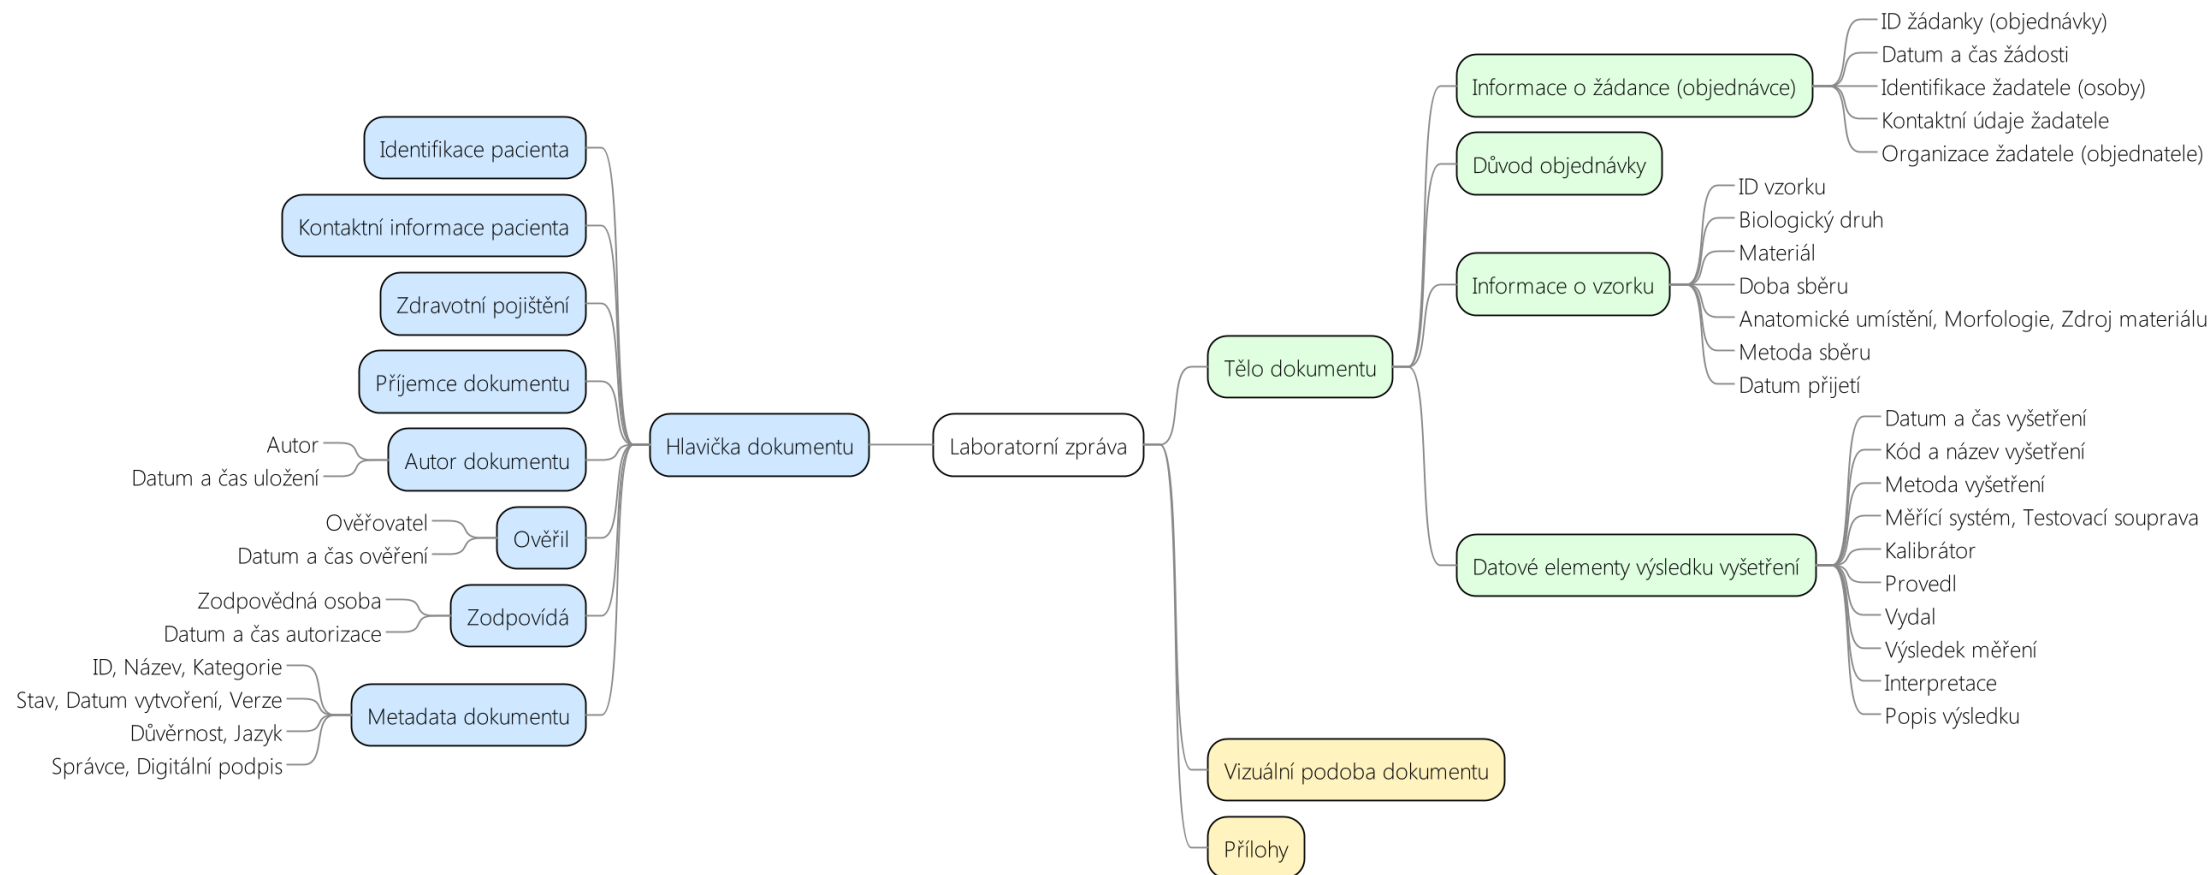 Laboratorní zpráva
Hlavička dokumentu
Identifikace pacienta
Kontaktní informace pacienta
Zdravotní pojištění
Příjemce dokumentu
Autor dokumentu
Autor
Datum a čas uložení
Ověřil
Ověřovatel
Datum a čas ověření
Zodpovídá
Zodpovědná osoba
Datum a čas autorizace
Metadata dokumentu
ID, Název, Kategorie
Stav, Datum vytvoření, Verze
Důvěrnost, Jazyk
Správce, Digitální podpis
Tělo dokumentu
Informace o žádance (objednávce)
ID žádanky (objednávky)
Datum a čas žádosti
Identifikace žadatele (osoby)
Kontaktní údaje žadatele
Organizace žadatele (objednatele)
Důvod objednávky
Informace o vzorku
ID vzorku
Biologický druh
Materiál
Doba sběru
Anatomické umístění, Morfologie, Zdroj materiálu
Metoda sběru
Datum přijetí
Datové elementy výsledku vyšetření
Datum a čas vyšetření
Kód a název vyšetření
Metoda vyšetření
Měřící systém, Testovací souprava
Kalibrátor
Provedl
Vydal
Výsledek měření
Interpretace
Popis výsledku
Vizuální podoba dokumentu
Přílohy